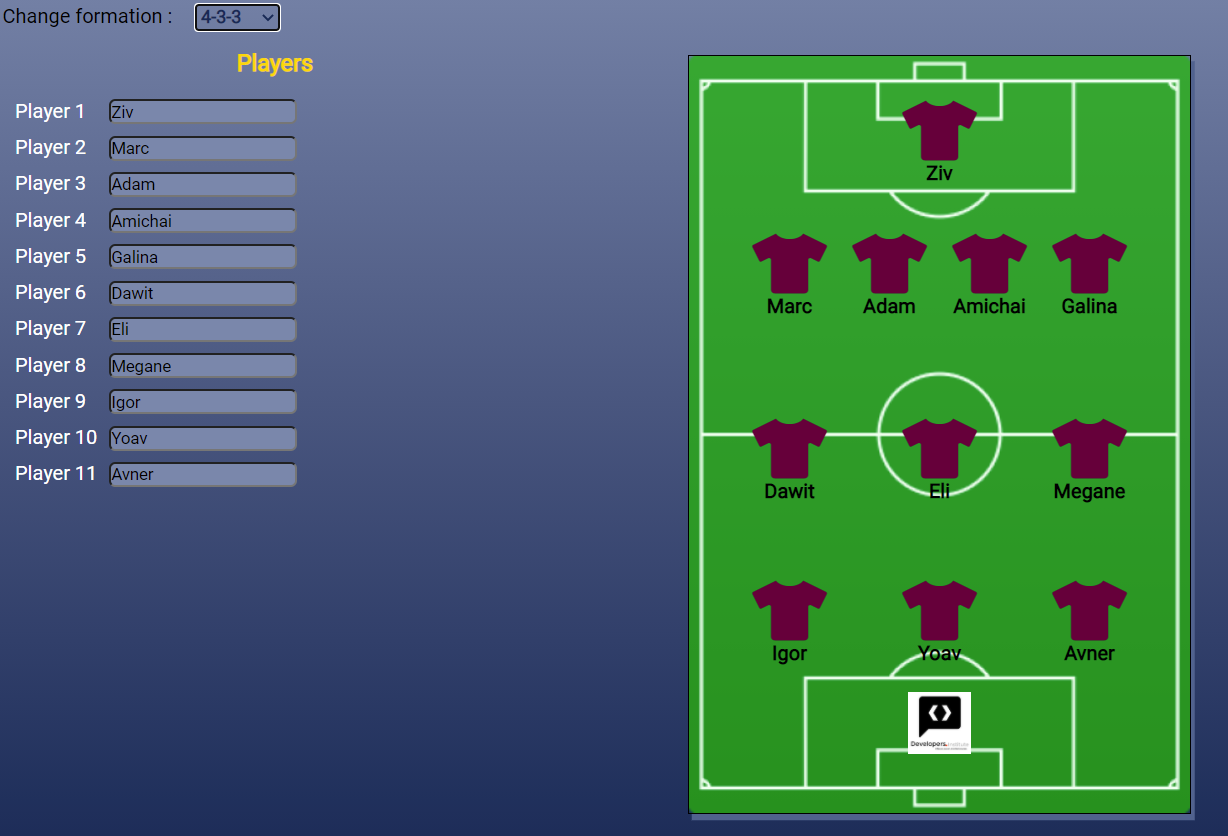 Change formation : 4-3-3
Players
Player 1 Ziv
Player 2 Marc
Player 3 Adam
Player 4 Amichai
Player 5 Galina
Player 6 Dawit
Player 7 Eli
Player 8 Megane
Player 9 Igor
Player 10 Yoav
Player 11 Avner
Ziv
Marc Adam Amichai Galina
Dawit Eli Megane
Igor Yoav Avner
Developers.Institute